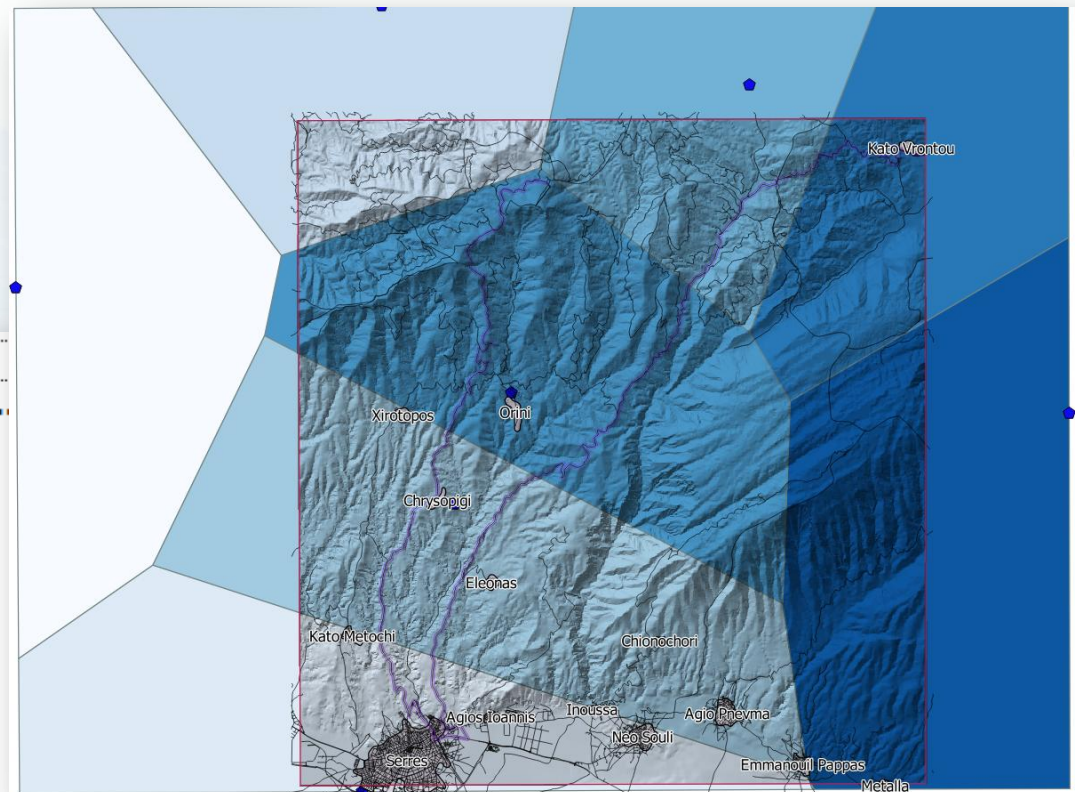 Kato Vrontou
Xirotopos
Orini
Chrysopigi
Eleonas
Kato Metochi
Chionochori
Inoussa
Agio Pnevma
Agios Ioannis
Neo Souli
Serres
Emmanouil Pappas
Metalla